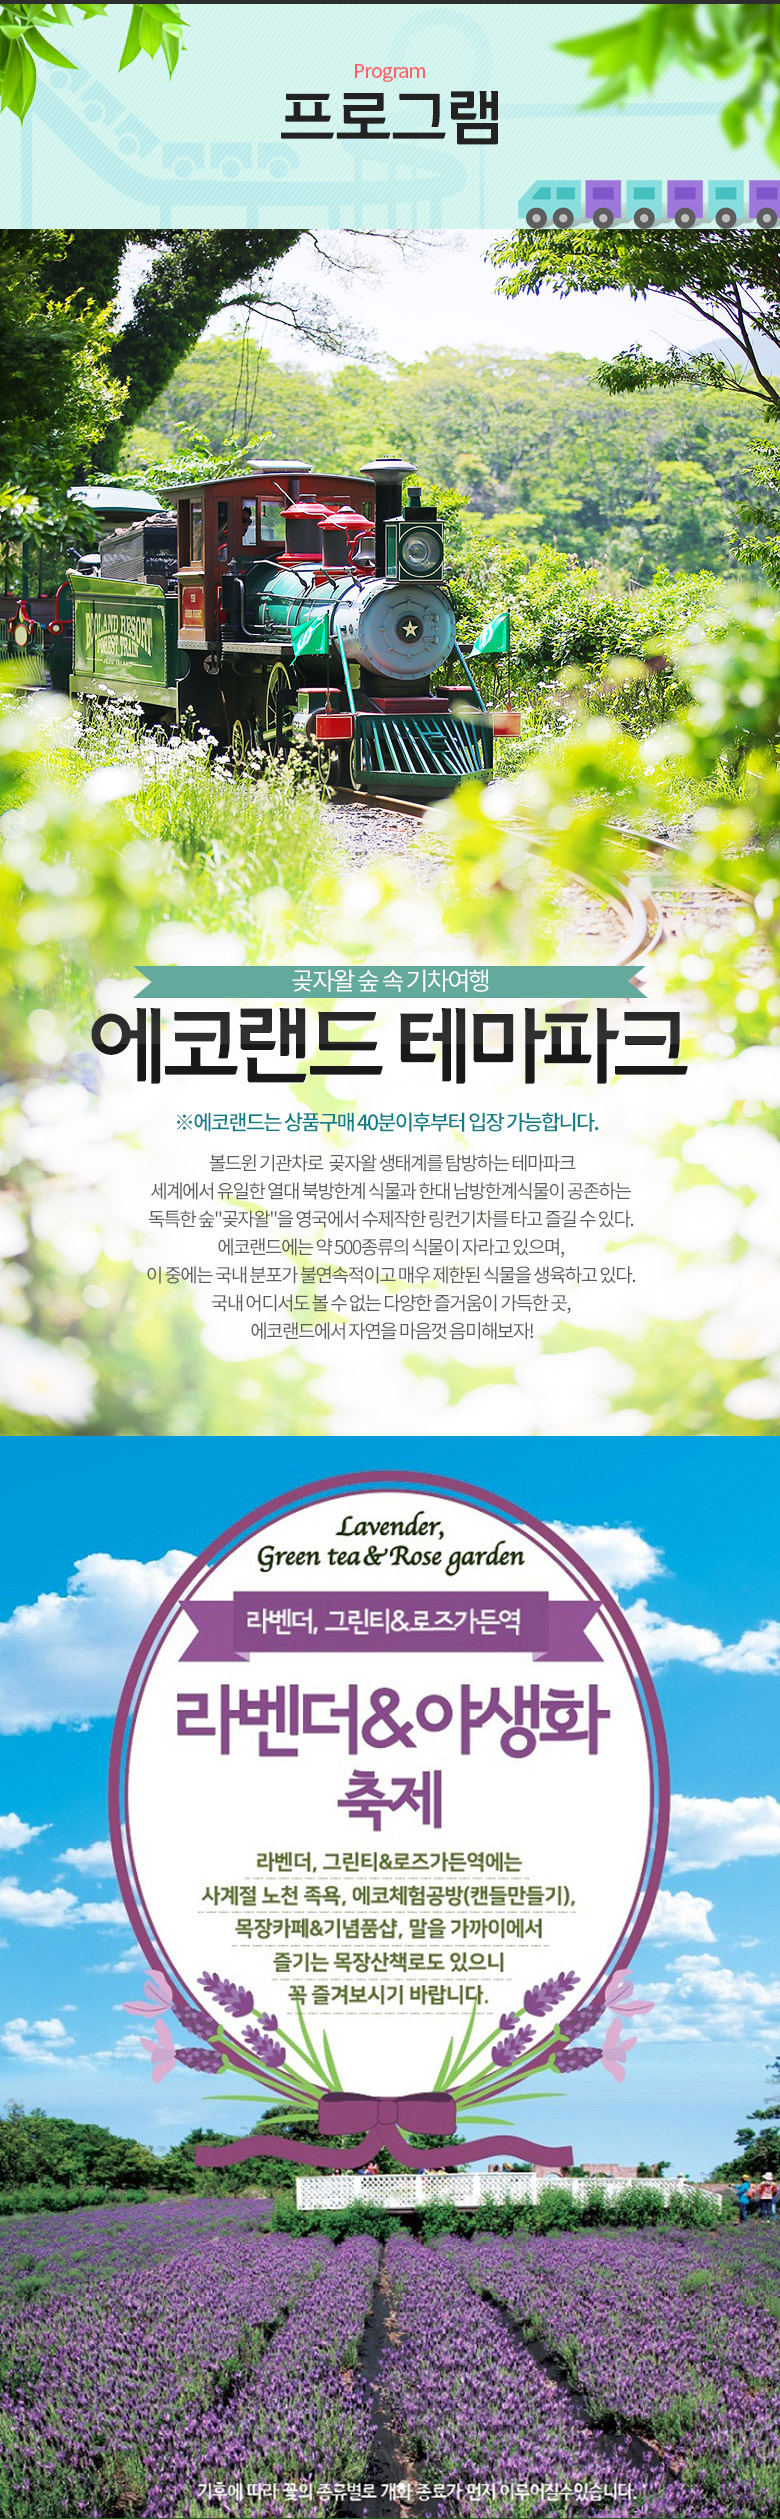 Program
프로그램
ECOLAND RESORT
FOREST TRAIN
곶자왈 숲 속 기차여행
에코랜드 테마파크
※에코랜드는 상품구매 40분이후부터 입장 가능합니다.
볼드윈 기관차로 곶자왈 생태계를 탐방하는 테마파크
세계에서 유일한 열대 북방한계 식물과 한대 남방한계식물이 공존하는
독특한 숲"곶자왈"을 영국에서 수제작한 링컨기차를 타고 즐길 수 있다.
에코랜드에는 약 500종류의 식물이 자라고 있으며,
이 중에는 국내 분포가 불연속적이고 매우 제한된 식물을 생육하고 있다.
국내 어디서도 볼 수 없는 다양한 즐거움이 가득한 곳,
에코랜드에서 자연을 마음껏 음미해보자!
Lavender,
Green tea&Rose garden
라벤더, 그린티&로즈가든역
라벤더&야생화
축제
라벤더, 그린티&로즈가든역에는
사계절 노천 족욕, 에코체험공방(캔들만들기),
목장카페&기념품샵, 말을 가까이에서
즐기는 목장산책로도 있으니
꼭 즐겨보시기 바랍니다.
기후에 따라 꽃의 종류별로 개화 종료가 먼저 이루어질수있습니다.